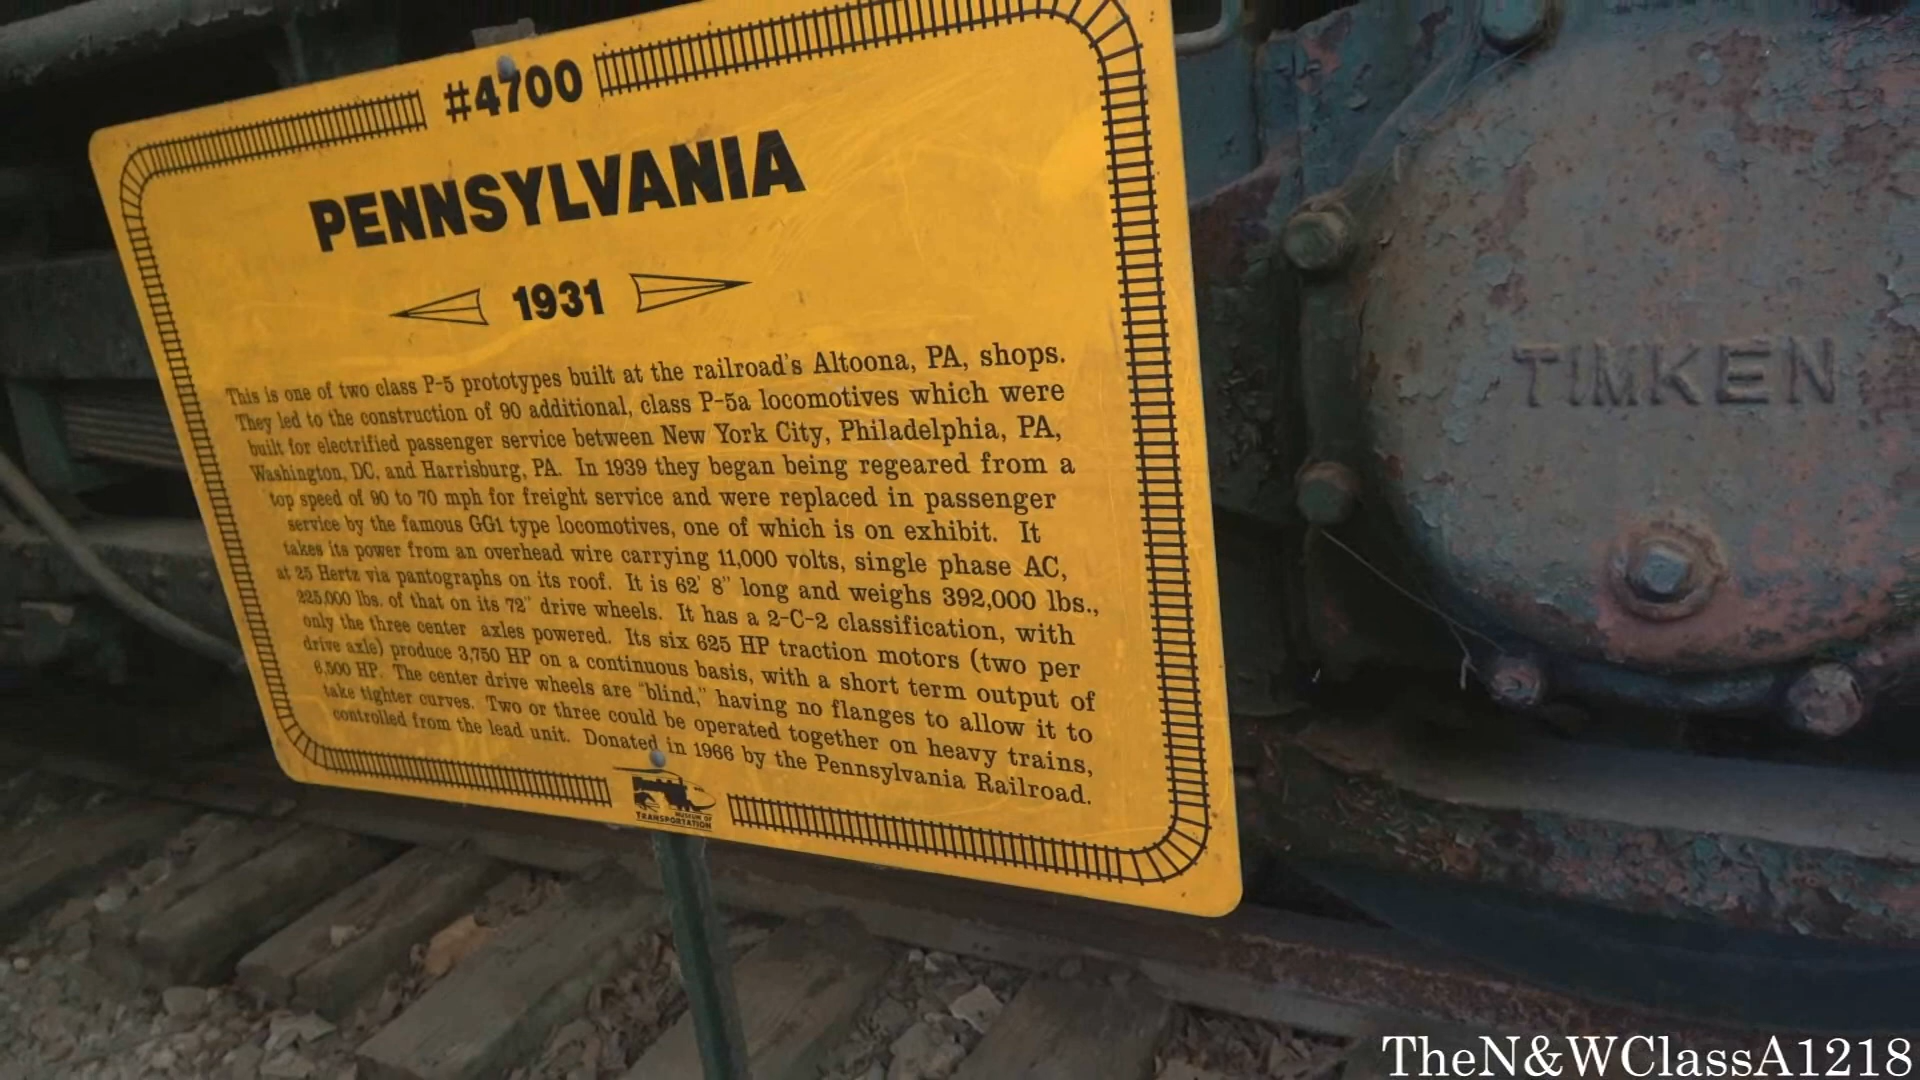 #4700
PENNSYLVANIA
1931
This is one of two class P-5 prototypes built at the railroad's Altoona, PA, shops.
They led to the construction of 90 additional, class P-5a locomotives which were
built for electrified passenger service between New York City, Philadelphia, PA,
Washington, DC, and Harrisburg, PA. In 1939 they began being regeared from a
top speed of 90 to 70 mph for freight service and were replaced in passenger
service by the famous GG1 type locomotives, one of which is on exhibit. It
takes its power from an overhead wire carrying 11,000 volts, single phase AC,
at 25 Hertz via pantographs on its roof. It is 62' 8" long and weighs 392,000 lbs.,
225,000 lbs. of that on its 72" drive wheels. It has a 2-C-2 classification, with
only the three center axles powered. Its six 625 HP traction motors (two per
drive axle) produce 3,750 HP on a continuous basis, with a short term output of
6,500 HP. The center drive wheels are "blind," having no flanges to allow it to
take tighter curves. Two or three could be operated together on heavy trains,
controlled from the lead unit. Donated in 1966 by the Pennsylvania Railroad.
MUSEUM OF
TRANSPORTATION
TIMKEN
TheN&WClassA1218